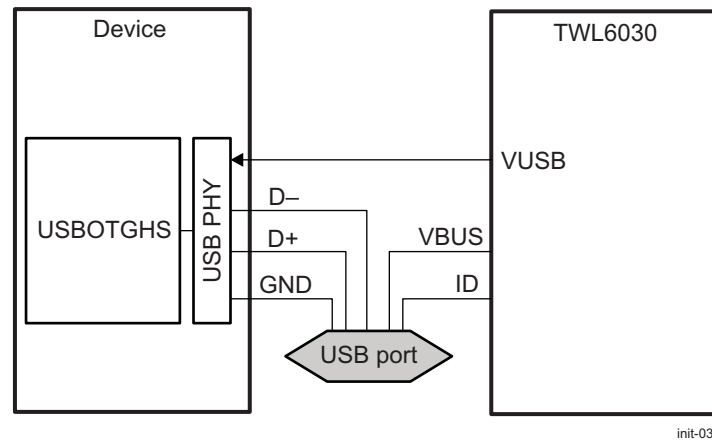 Device
TWL6030
VUSB
USBOTGHS
USB PHY
D–
D+
GND
VBUS
ID
USB port
init-03